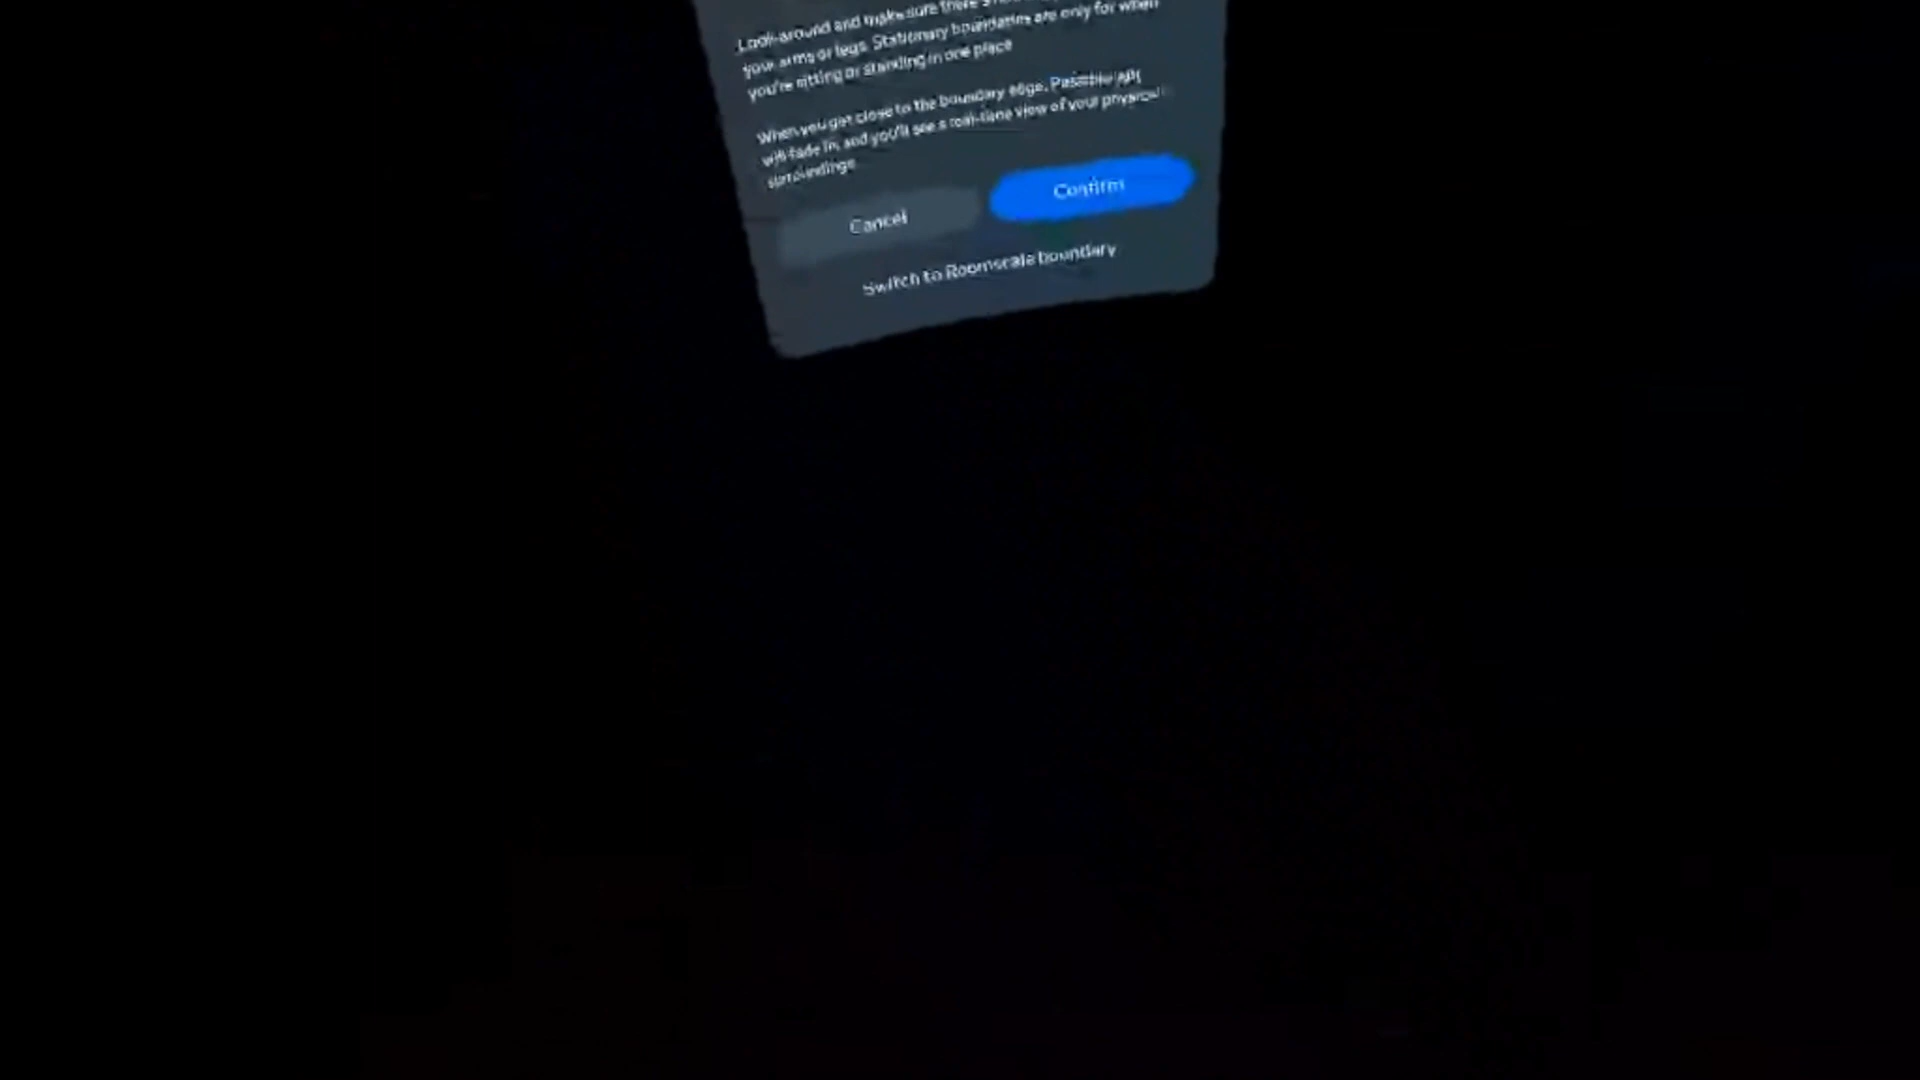 Look around and make sure there's
your arms or legs. Stationary boundaries are only for when
you're sitting or standing in one place
When you get close to the boundary edge, Passthrough
will fade in, and you'll see a real-time view of your physical
surroundings
Cancel
Confirm
Switch to Roomscale boundary